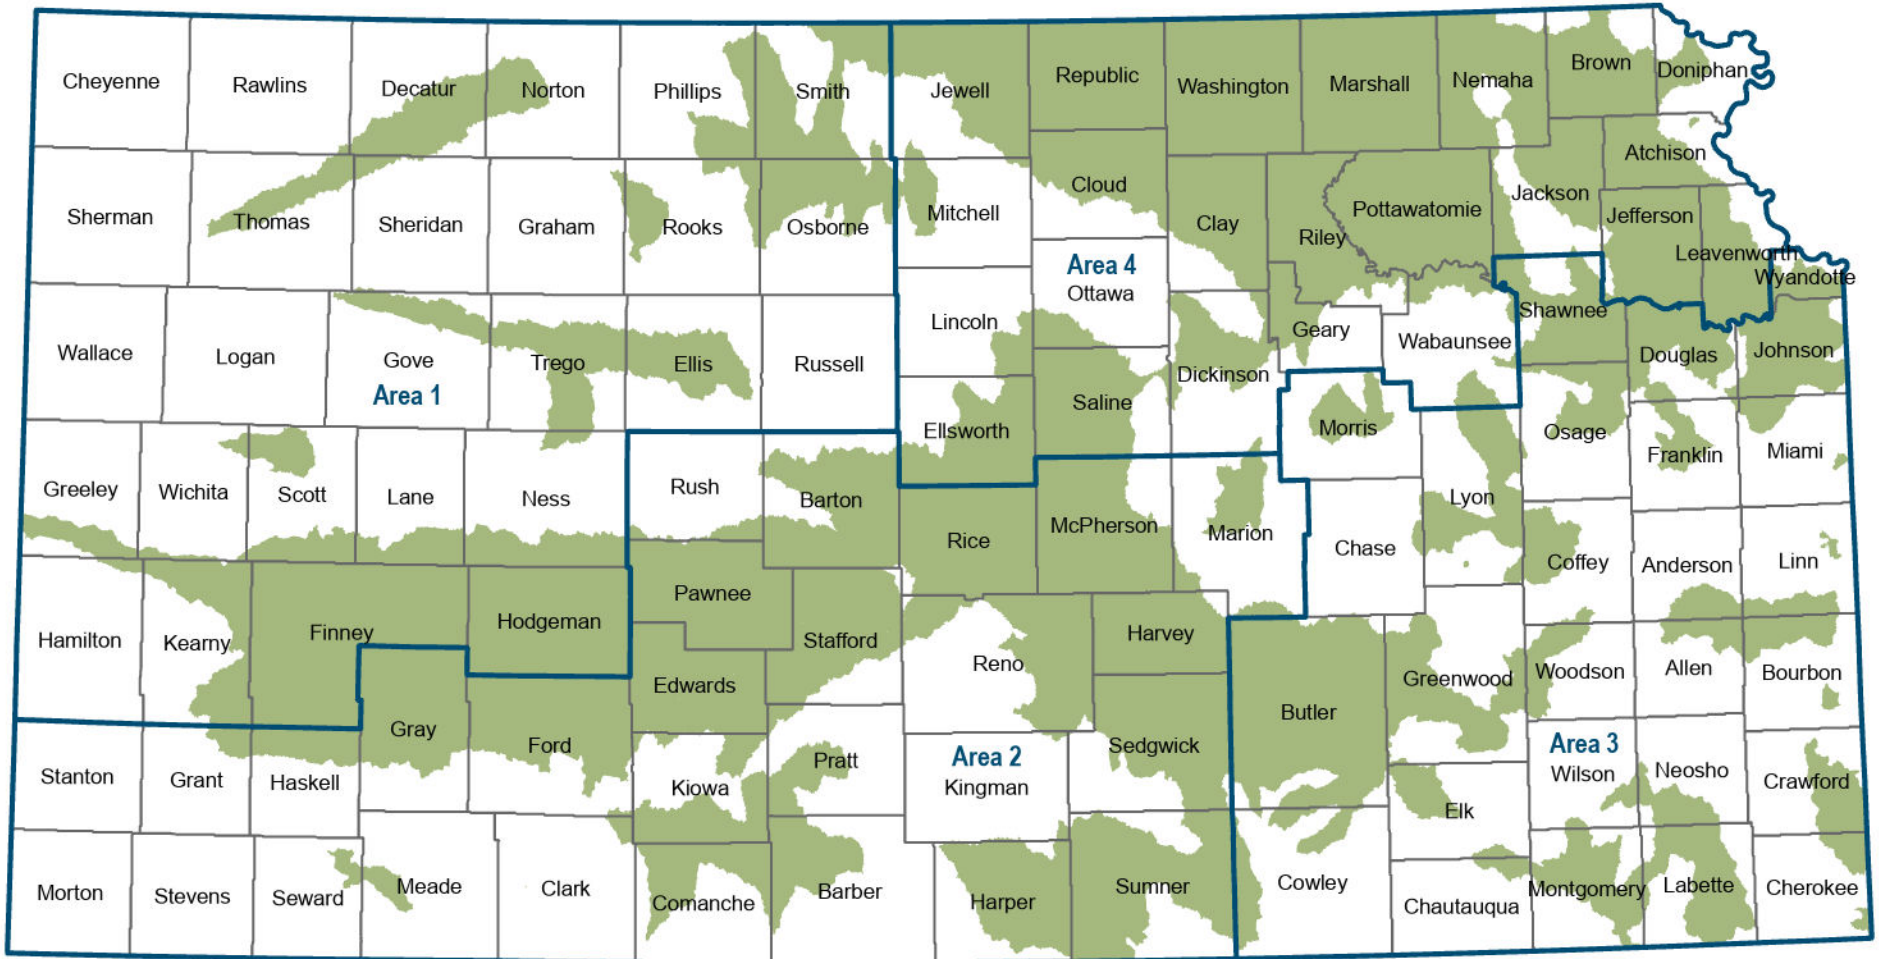 Cheyenne
Rawlins
Decatur
Norton
Phillips
Smith
Jewell
Republic
Washington
Marshall
Nemaha
Brown
Doniphan
Sherman
Thomas
Sheridan
Graham
Rooks
Osborne
Mitchell
Cloud
Clay
Riley
Pottawatomie
Jackson
Atchison
Jefferson
Leavenworth
Wyandotte
Wallace
Logan
Gove
Area 1
Trego
Ellis
Russell
Lincoln
Area 4
Ottawa
Dickinson
Geary
Wabaunsee
Shawnee
Douglas
Johnson
Greeley
Wichita
Scott
Lane
Ness
Rush
Barton
Ellsworth
Saline
Rice
McPherson
Marion
Morris
Chase
Lyon
Osage
Franklin
Miami
Coffey
Anderson
Linn
Hamilton
Kearny
Finney
Hodgeman
Pawnee
Stafford
Edwards
Reno
Harvey
Sedgwick
Butler
Greenwood
Woodson
Allen
Bourbon
Stanton
Grant
Haskell
Gray
Ford
Kiowa
Pratt
Area 2
Kingman
Elk
Area 3
Wilson
Neosho
Crawford
Morton
Stevens
Seward
Meade
Clark
Comanche
Barber
Harper
Sumner
Cowley
Chautauqua
Montgomery
Labette
Cherokee